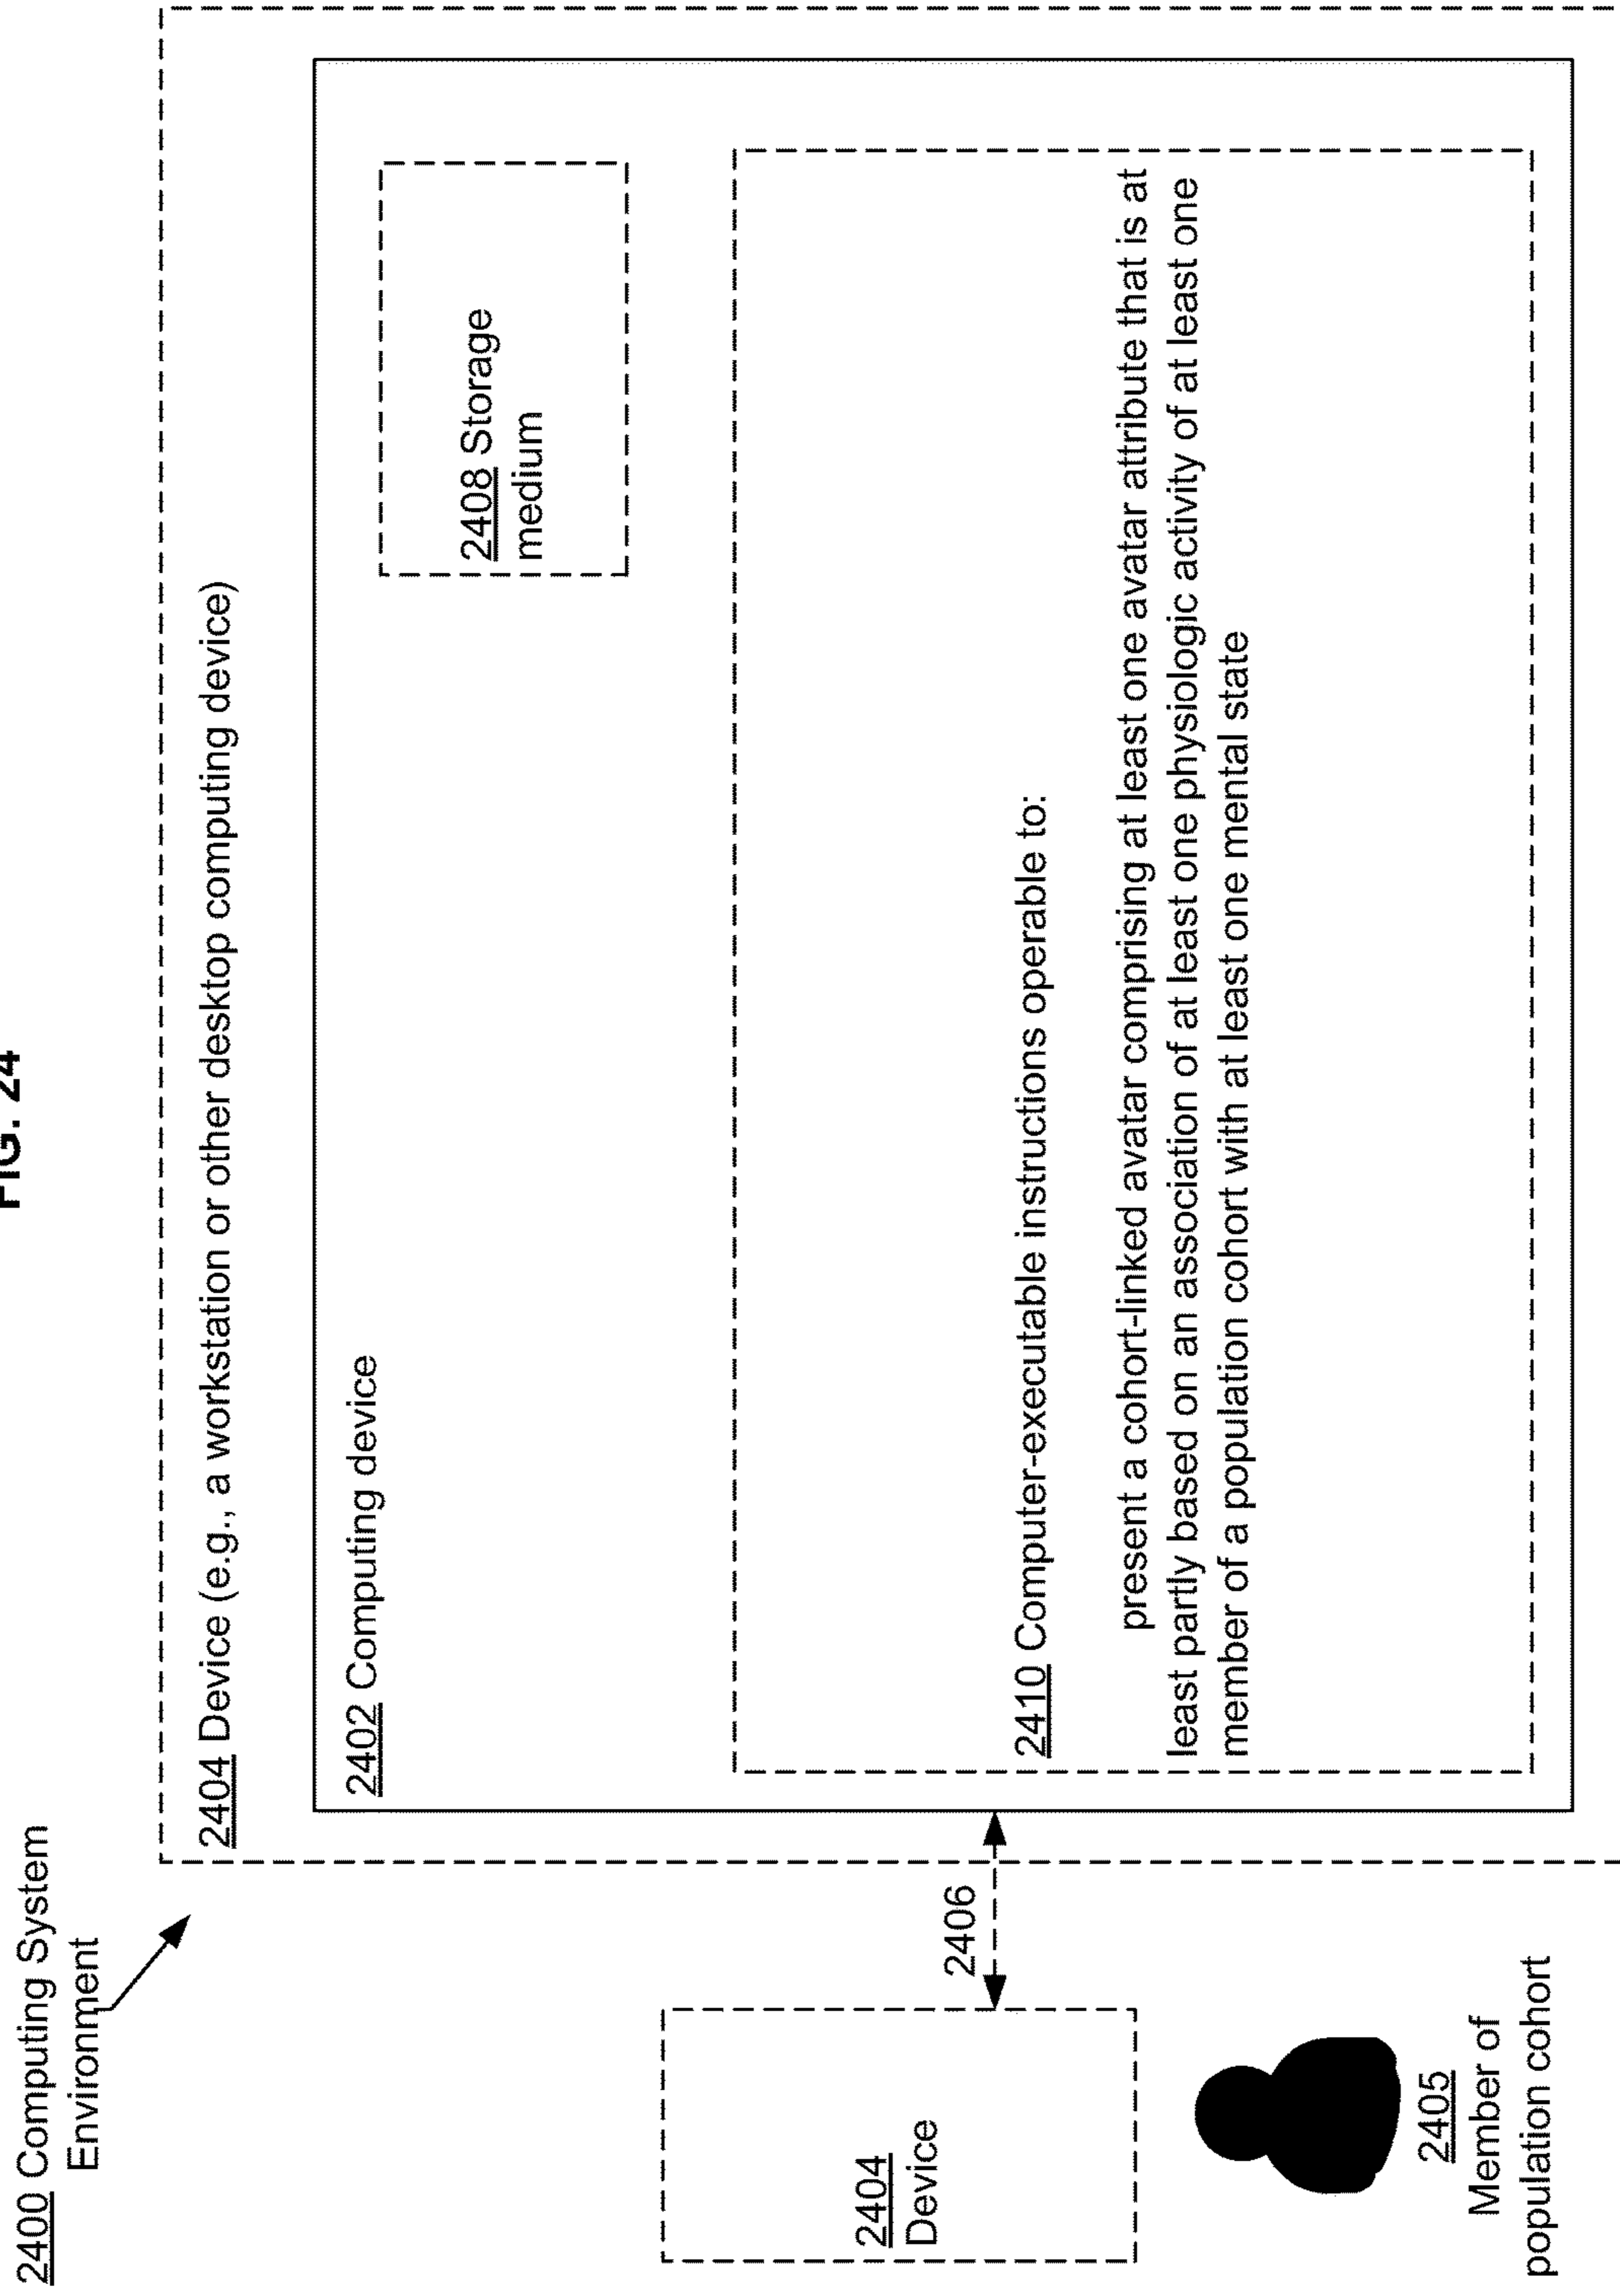 FIG. 24
2400 Computing System
Environment
2404 Device (e.g., a workstation or other desktop computing device)
2402 Computing device
2408 Storage
medium
2404
Device
2406
2410 Computer-executable instructions operable to:
present a cohort-linked avatar comprising at least one avatar attribute that is at
least partly based on an association of at least one physiologic activity of at least one
member of a population cohort with at least one mental state
2405
Member of
population cohort